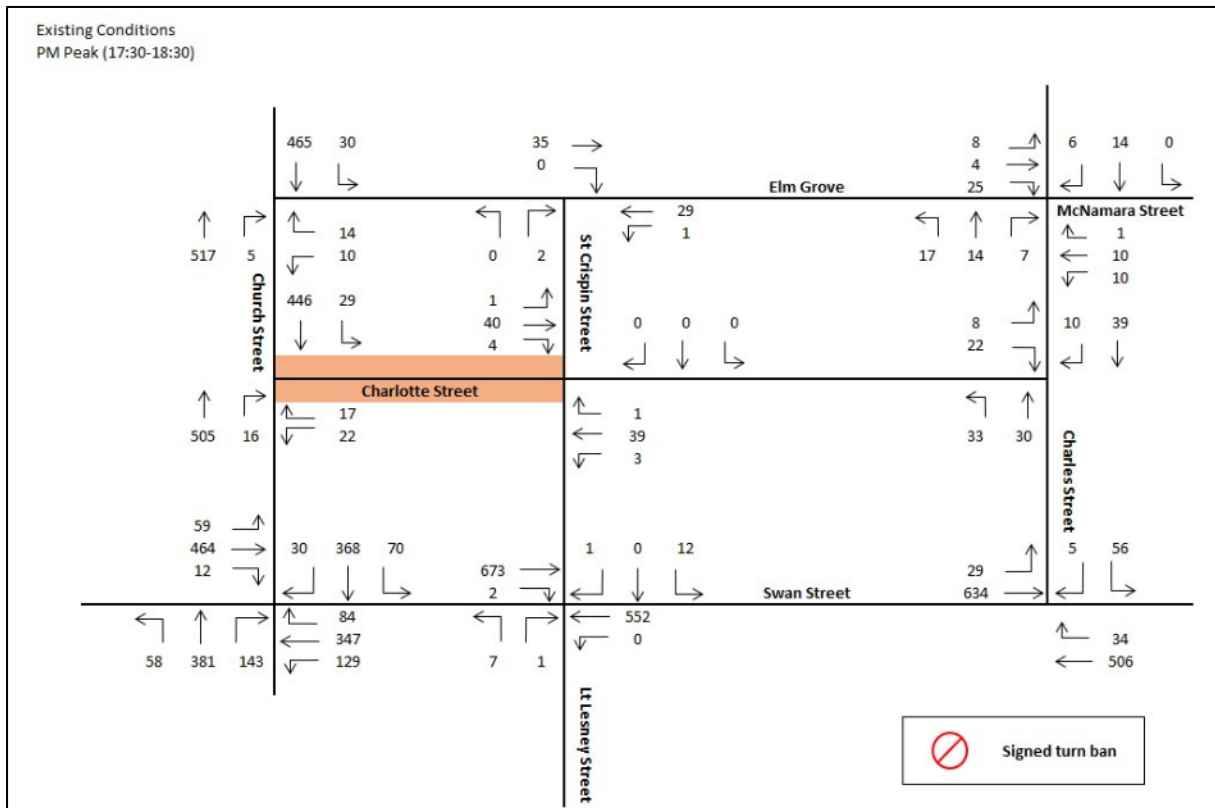 Existing Conditions
PM Peak (17:30-18:30)
465 30 35 8 6 14 0
0 4
Elm Grove 25
29 McNamara Street
14 1 1
517 5 10 0 2 17 14 7 10
St Crispin Street
10
Church Street
446 29 1
40 0 0 0 8 10 39
4 22
Charlotte Street
17 1
505 16 22 39 33 30
3
Charles Street
59
464 30 368 70 1 0 12 5 56
12 673 29
2 Swan Street 634
84 552
347 0 34
58 381 143 129 7 1 506
Lt Lesney Street
Signed turn ban